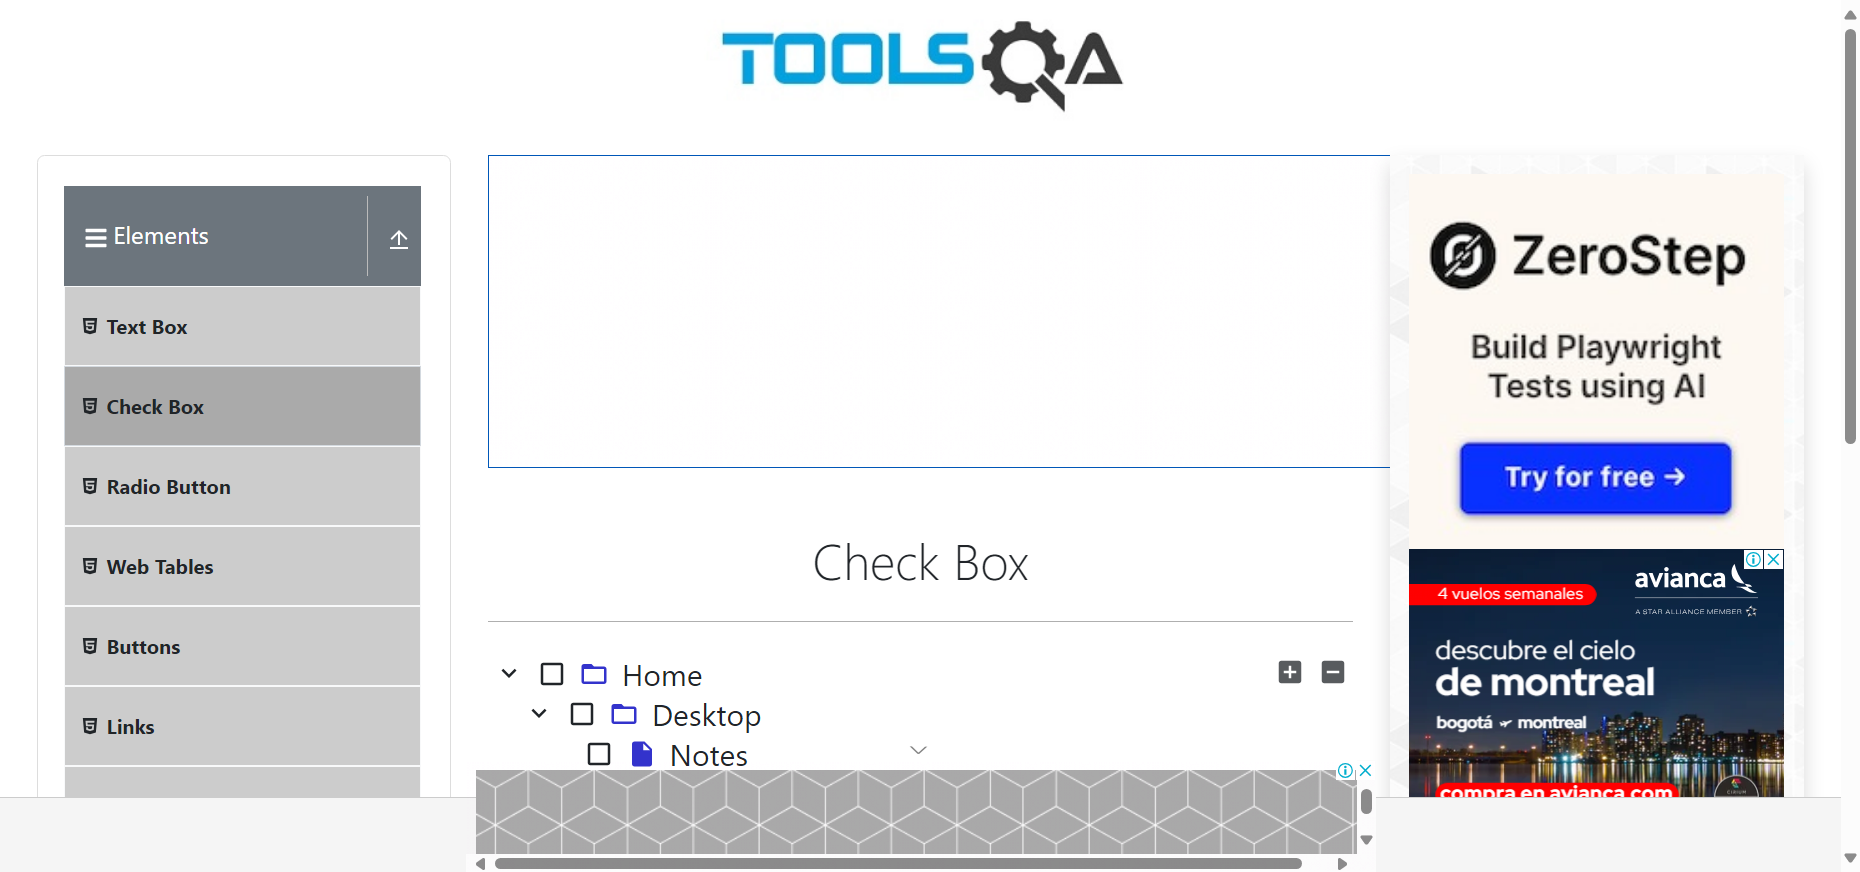 TOOLSQA
Elements
Text Box
Check Box
Radio Button
Web Tables
Buttons
Links
Check Box
Home
Desktop
Notes
ZeroStep
Build Playwright
Tests using AI
Try for free →
4 vuelos semanales
avianca
A STAR ALLIANCE MEMBER
descubre el cielo
de montreal
bogotá montreal
compra en avianca.com